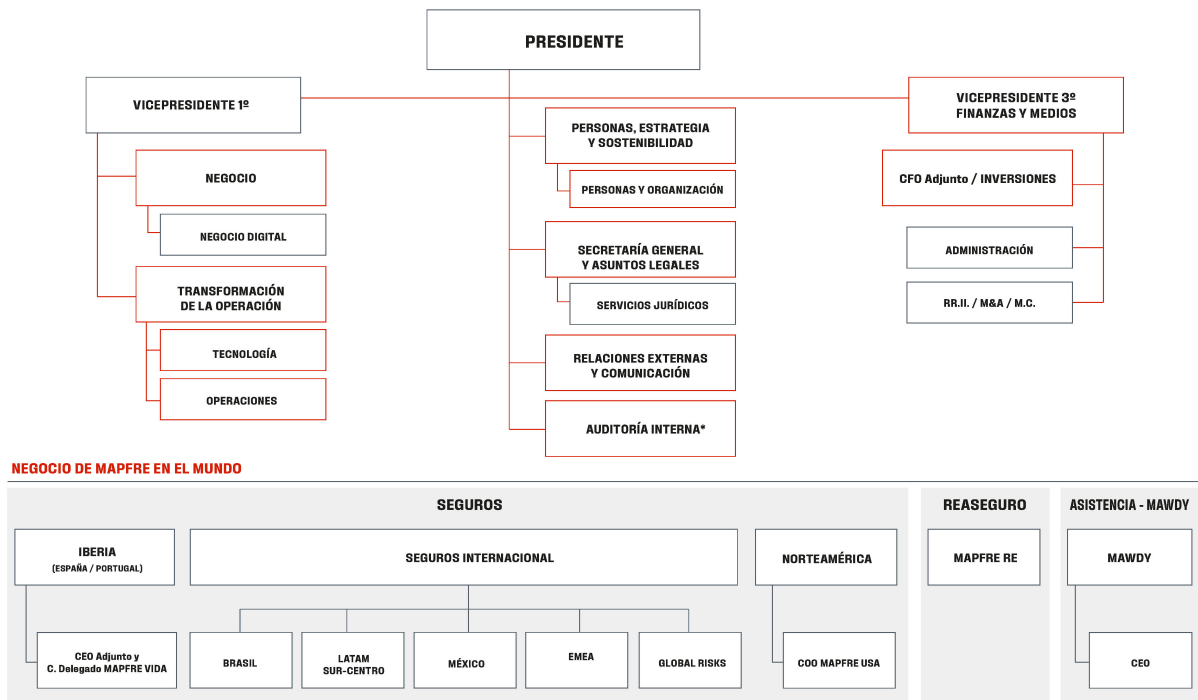 PRESIDENTE
VICEPRESIDENTE 1º
NEGOCIO
NEGOCIO DIGITAL
TRANSFORMACIÓN
DE LA OPERACIÓN
TECNOLOGÍA
OPERACIONES
PERSONAS, ESTRATEGIA
Y SOSTENIBILIDAD
PERSONAS Y ORGANIZACIÓN
SECRETARÍA GENERAL
Y ASUNTOS LEGALES
SERVICIOS JURÍDICOS
RELACIONES EXTERNAS
Y COMUNICACIÓN
AUDITORÍA INTERNA*
VICEPRESIDENTE 3º
FINANZAS Y MEDIOS
CFO Adjunto / INVERSIONES
ADMINISTRACIÓN
RR.II. / M&A / M.C.
NEGOCIO DE MAPFRE EN EL MUNDO
SEGUROS
IBERIA
(ESPAÑA / PORTUGAL)
CEO Adjunto y
C. Delegado MAPFRE VIDA
SEGUROS INTERNACIONAL
BRASIL
LATAM
SUR-CENTRO
MÉXICO
EMEA
GLOBAL RISKS
NORTEAMÉRICA
COO MAPFRE USA
REASEGURO
MAPFRE RE
ASISTENCIA - MAWDY
MAWDY
CEO